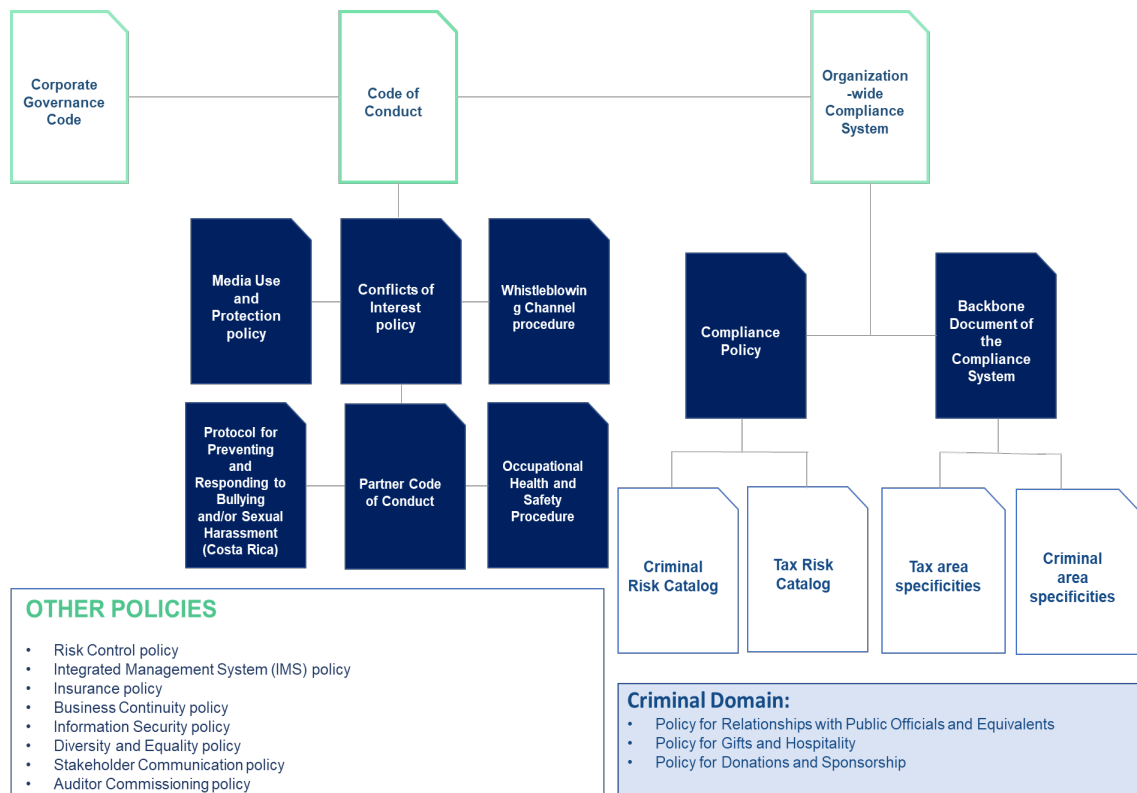 Corporate
Governance
Code
Code of
Conduct
Organization
-wide
Compliance
System
Media Use
and
Protection
policy
Conflicts of
Interest
policy
Whistleblowin
g Channel
procedure
Compliance
Policy
Backbone
Document of
the
Compliance
System
Protocol for
Preventing
and
Responding to
Bullying
and/or Sexual
Harassment
(Costa Rica)
Partner Code
of Conduct
Occupational
Health and
Safety
Procedure
Criminal
Risk Catalog
Tax Risk
Catalog
Tax area
specificities
Criminal
area
specificities
OTHER POLICIES
• Risk Control policy
• Integrated Management System (IMS) policy
• Insurance policy
• Business Continuity policy
• Information Security policy
• Diversity and Equality policy
• Stakeholder Communication policy
• Auditor Commissioning policy
Criminal Domain:
• Policy for Relationships with Public Officials and Equivalents
• Policy for Gifts and Hospitality
• Policy for Donations and Sponsorship